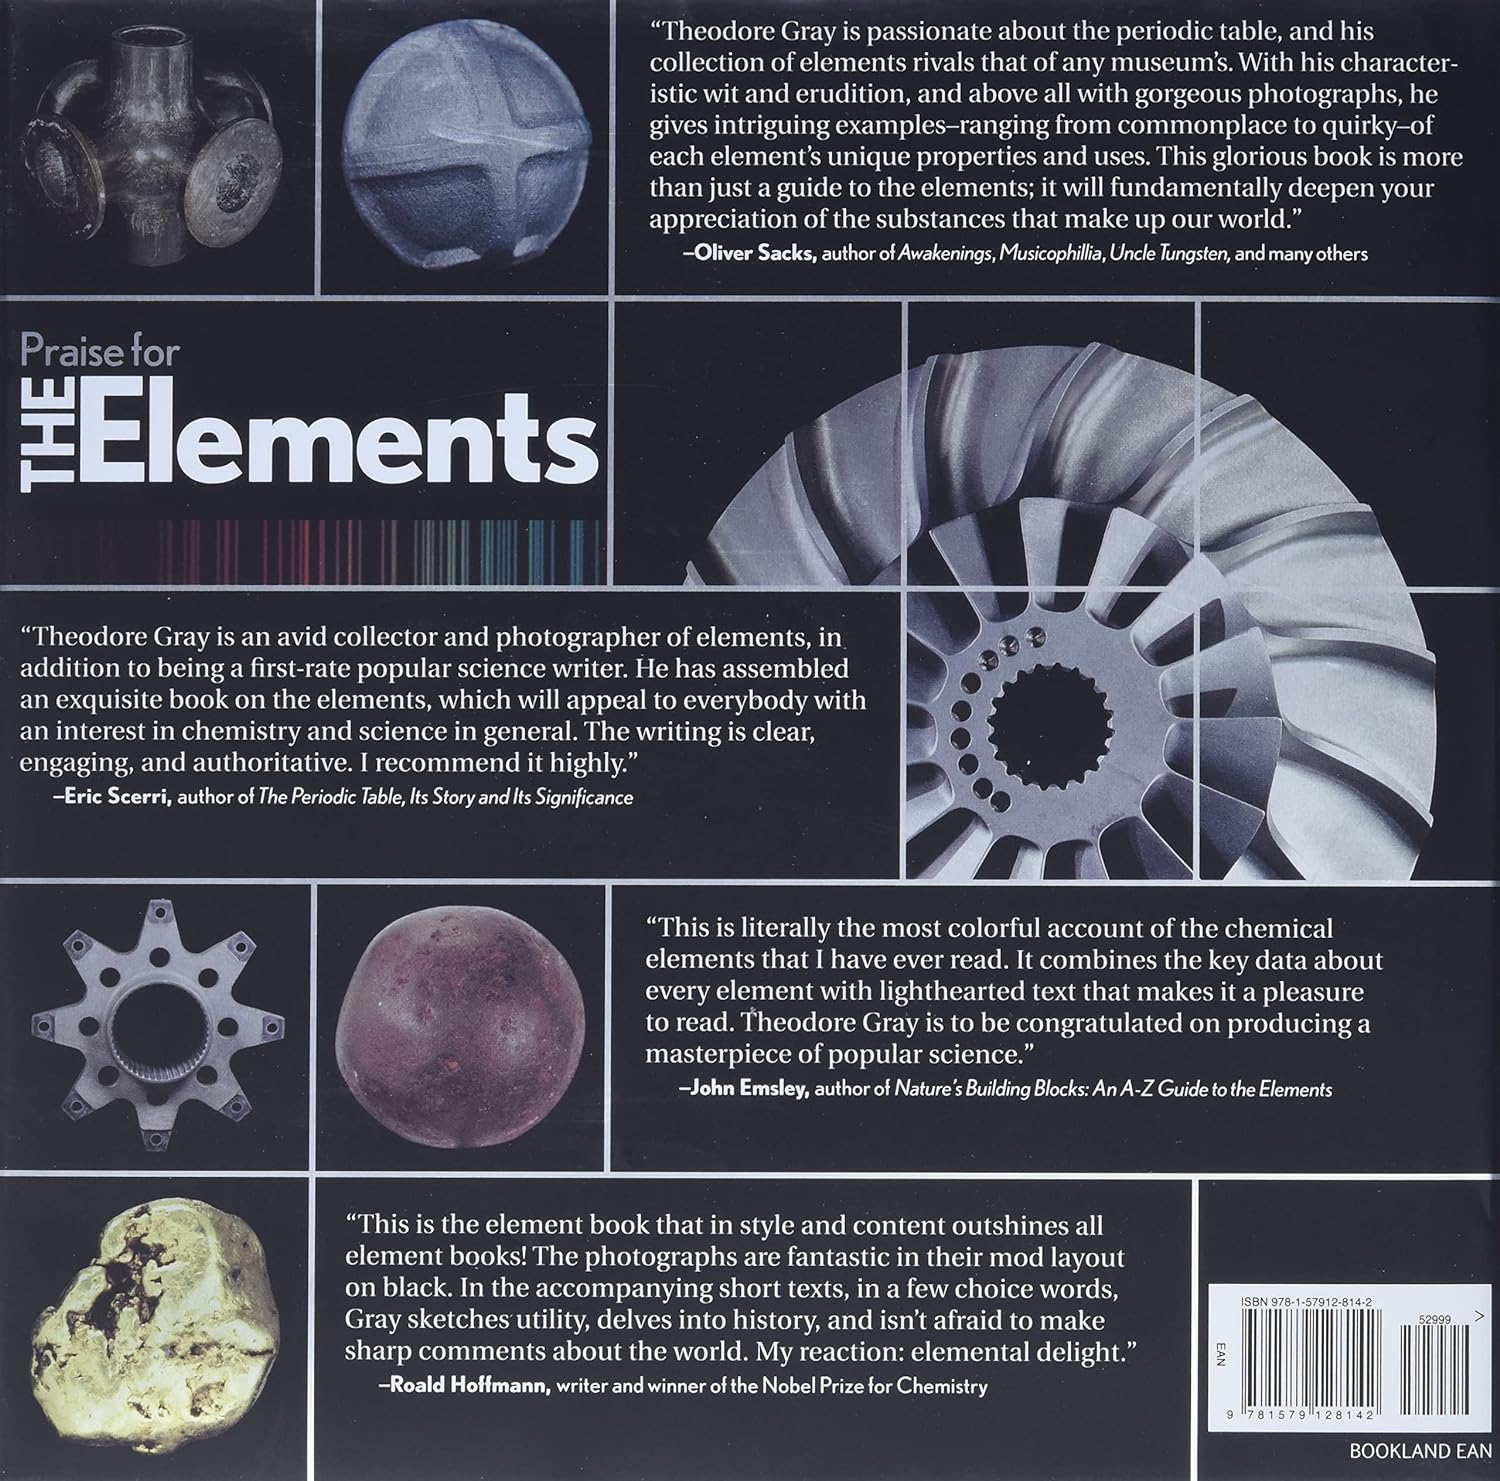 “Theodore Gray is passionate about the periodic table, and his
collection of elements rivals that of any museum’s. With his character-
istic wit and erudition, and above all with gorgeous photographs, he
gives intriguing examples–ranging from commonplace to quirky–of
each element’s unique properties and uses. This glorious book is more
than just a guide to the elements; it will fundamentally deepen your
appreciation of the substances that make up our world.”
–Oliver Sacks, author of Awakenings, Musicophillia, Uncle Tungsten, and many others
Praise for
THE Elements
“Theodore Gray is an avid collector and photographer of elements, in
addition to being a first-rate popular science writer. He has assembled
an exquisite book on the elements, which will appeal to everybody with
an interest in chemistry and science in general. The writing is clear,
engaging, and authoritative. I recommend it highly.”
–Eric Scerri, author of The Periodic Table, Its Story and Its Significance
“This is literally the most colorful account of the chemical
elements that I have ever read. It combines the key data about
every element with lighthearted text that makes it a pleasure
to read. Theodore Gray is to be congratulated on producing a
masterpiece of popular science.”
–John Emsley, author of Nature’s Building Blocks: An A-Z Guide to the Elements
“This is the element book that in style and content outshines all
element books! The photographs are fantastic in their mod layout
on black. In the accompanying short texts, in a few choice words,
Gray sketches utility, delves into history, and isn’t afraid to make
sharp comments about the world. My reaction: elemental delight.”
–Roald Hoffmann, writer and winner of the Nobel Prize for Chemistry
ISBN 978-1-57912-814-2
52999 >
EAN
9 781579 128142
BOOKLAND EAN